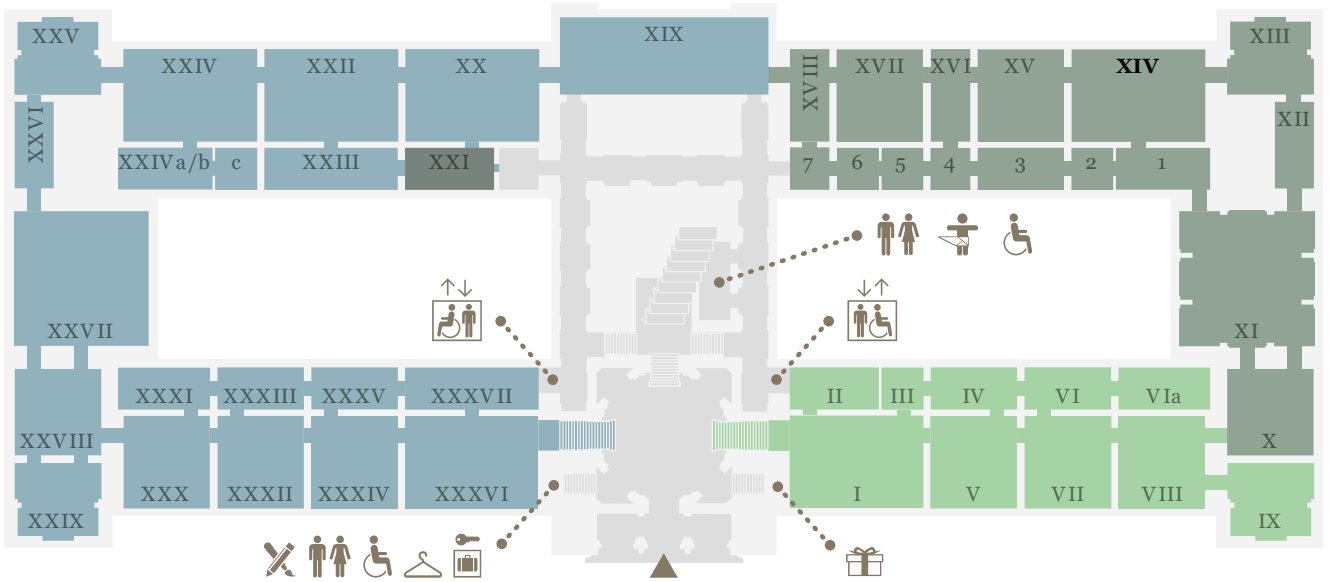 XXV XXIV XXII XX XIX XVIII XVII XVI XV XIV XIII
XXVI XII
XXIVa/b c XXIII XXI 7 6 5 4 3 2 1
XXVII XI
XXXI XXXIII XXXV XXXVII II III IV VI VIa
XXVIII X
XXX XXXII XXXIV XXXVI I V VII VIII
XXIX IX